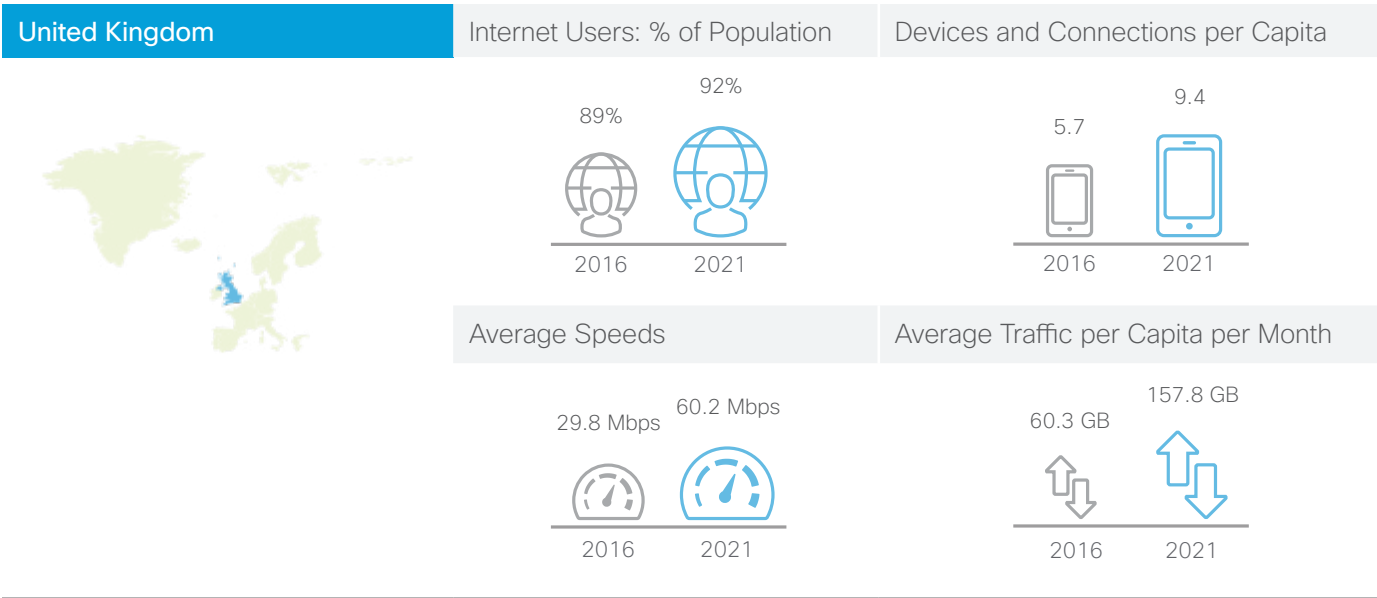 United Kingdom
Internet Users: % of Population
Devices and Connections per Capita
89%
92%
2016
2021
5.7
9.4
2016
2021
Average Speeds
Average Traffic per Capita per Month
29.8 Mbps
60.2 Mbps
2016
2021
60.3 GB
157.8 GB
2016
2021